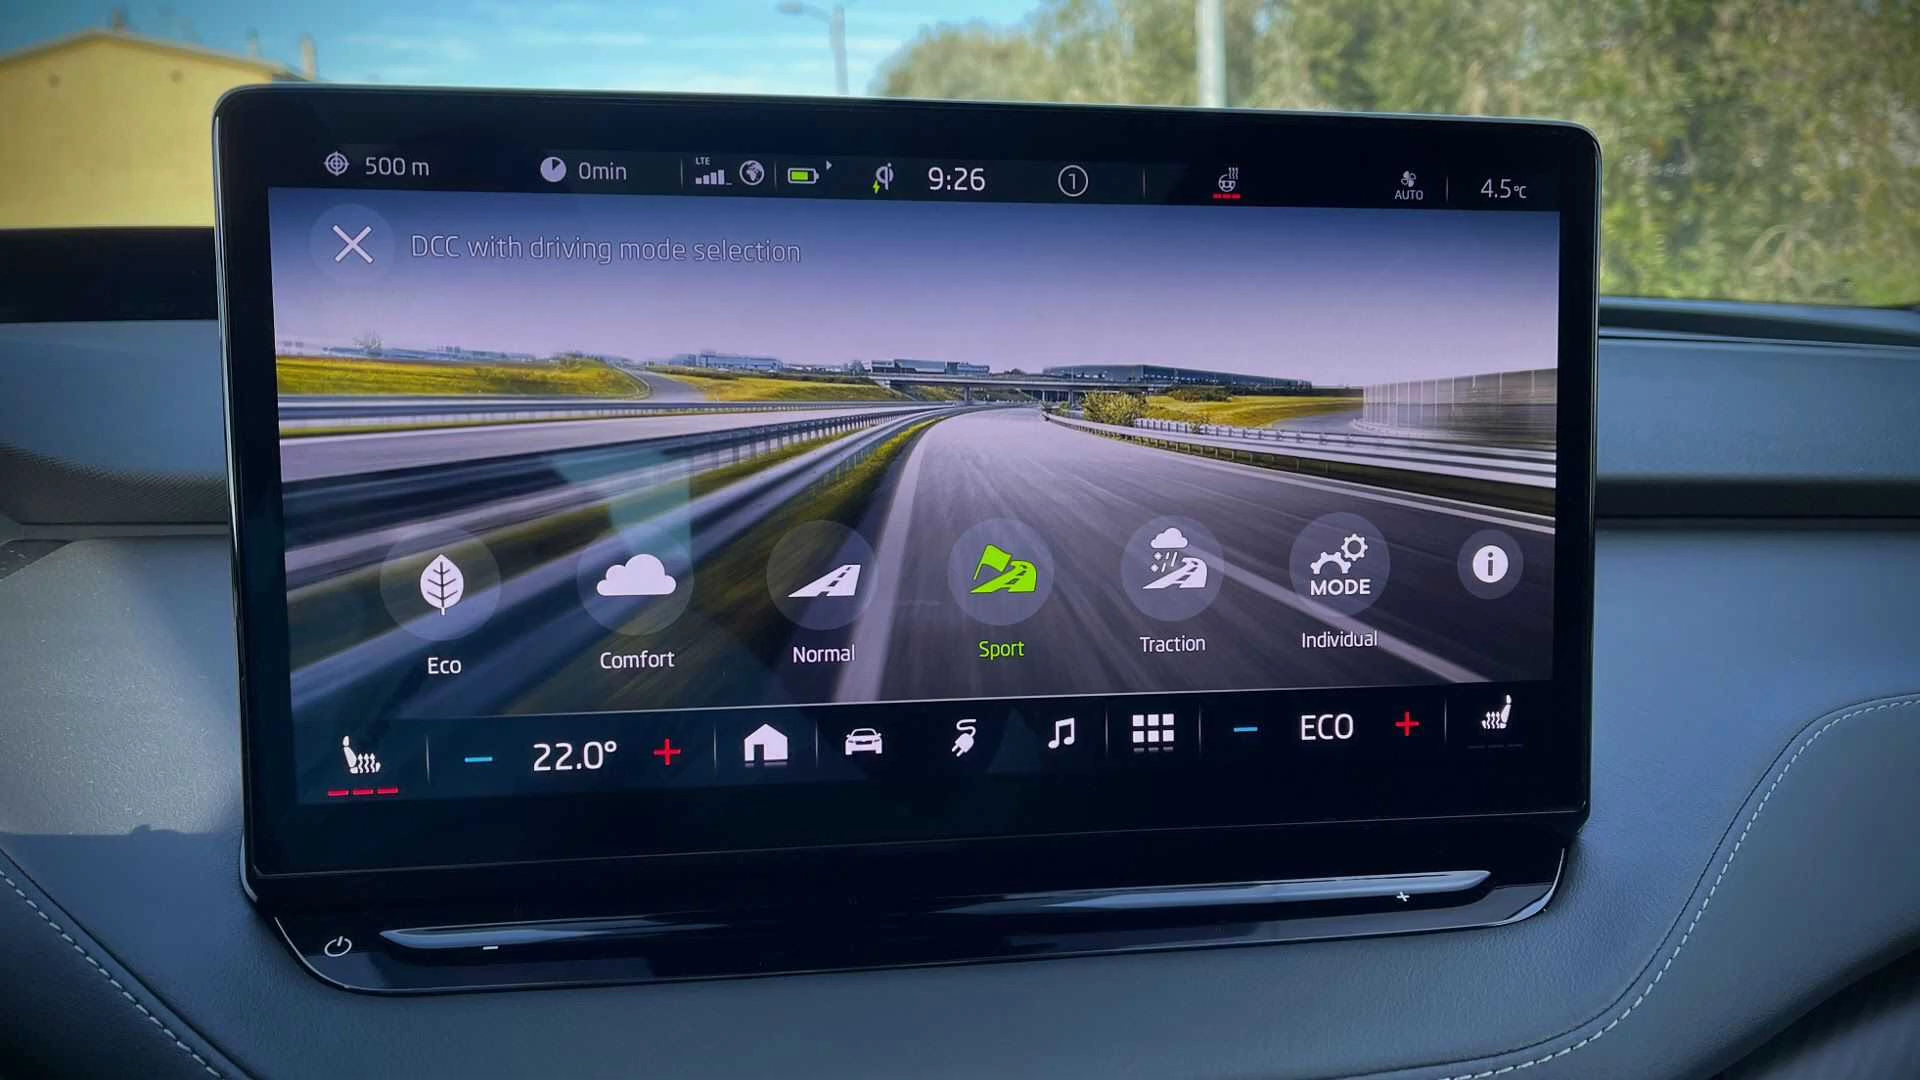 500 m
0min
LTE
9:26
1
AUTO
4.5°C
DCC with driving mode selection
MODE
Eco
Comfort
Normal
Sport
Traction
Individual
22.0°
ECO